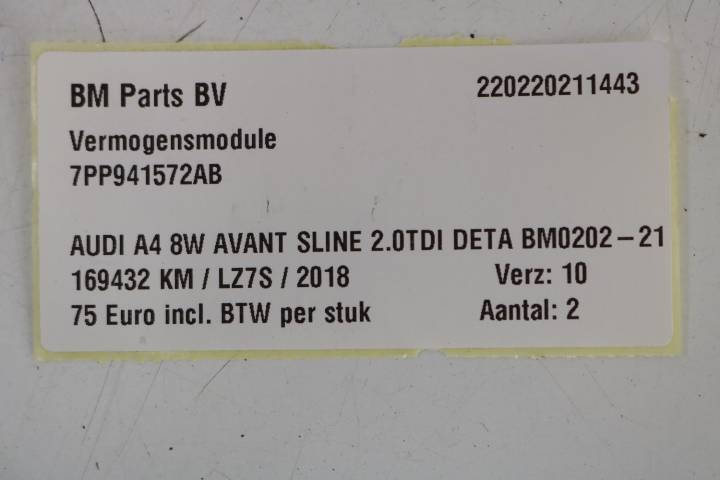 BM Parts BV 220220211443
Vermogensmodule
7PP941572AB
AUDI A4 8W AVANT SLINE 2.0TDI DETA BM0202-21
169432 KM / LZ7S / 2018 Verz: 10
75 Euro incl. BTW per stuk Aantal: 2